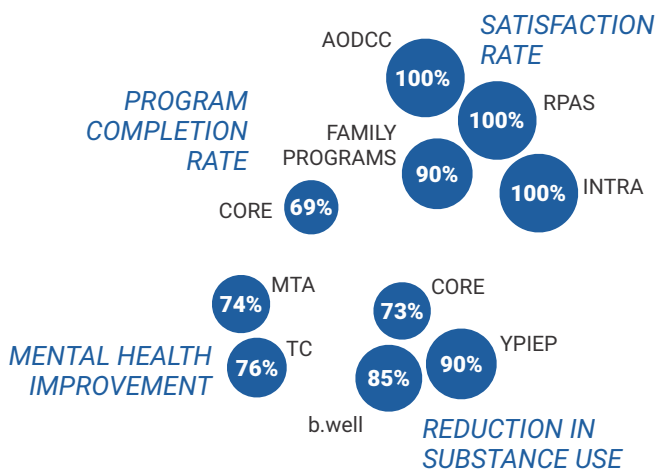 SATISFACTION
RATE
AODCC
100%
100%
RPAS
FAMILY
PROGRAMS
90%
100%
INTRA
PROGRAM
COMPLETION
RATE
CORE
69%
MTA
74%
TC
76%
MENTAL HEALTH
IMPROVEMENT
CORE
73%
YPIEP
90%
85%
b.well
REDUCTION IN
SUBSTANCE USE